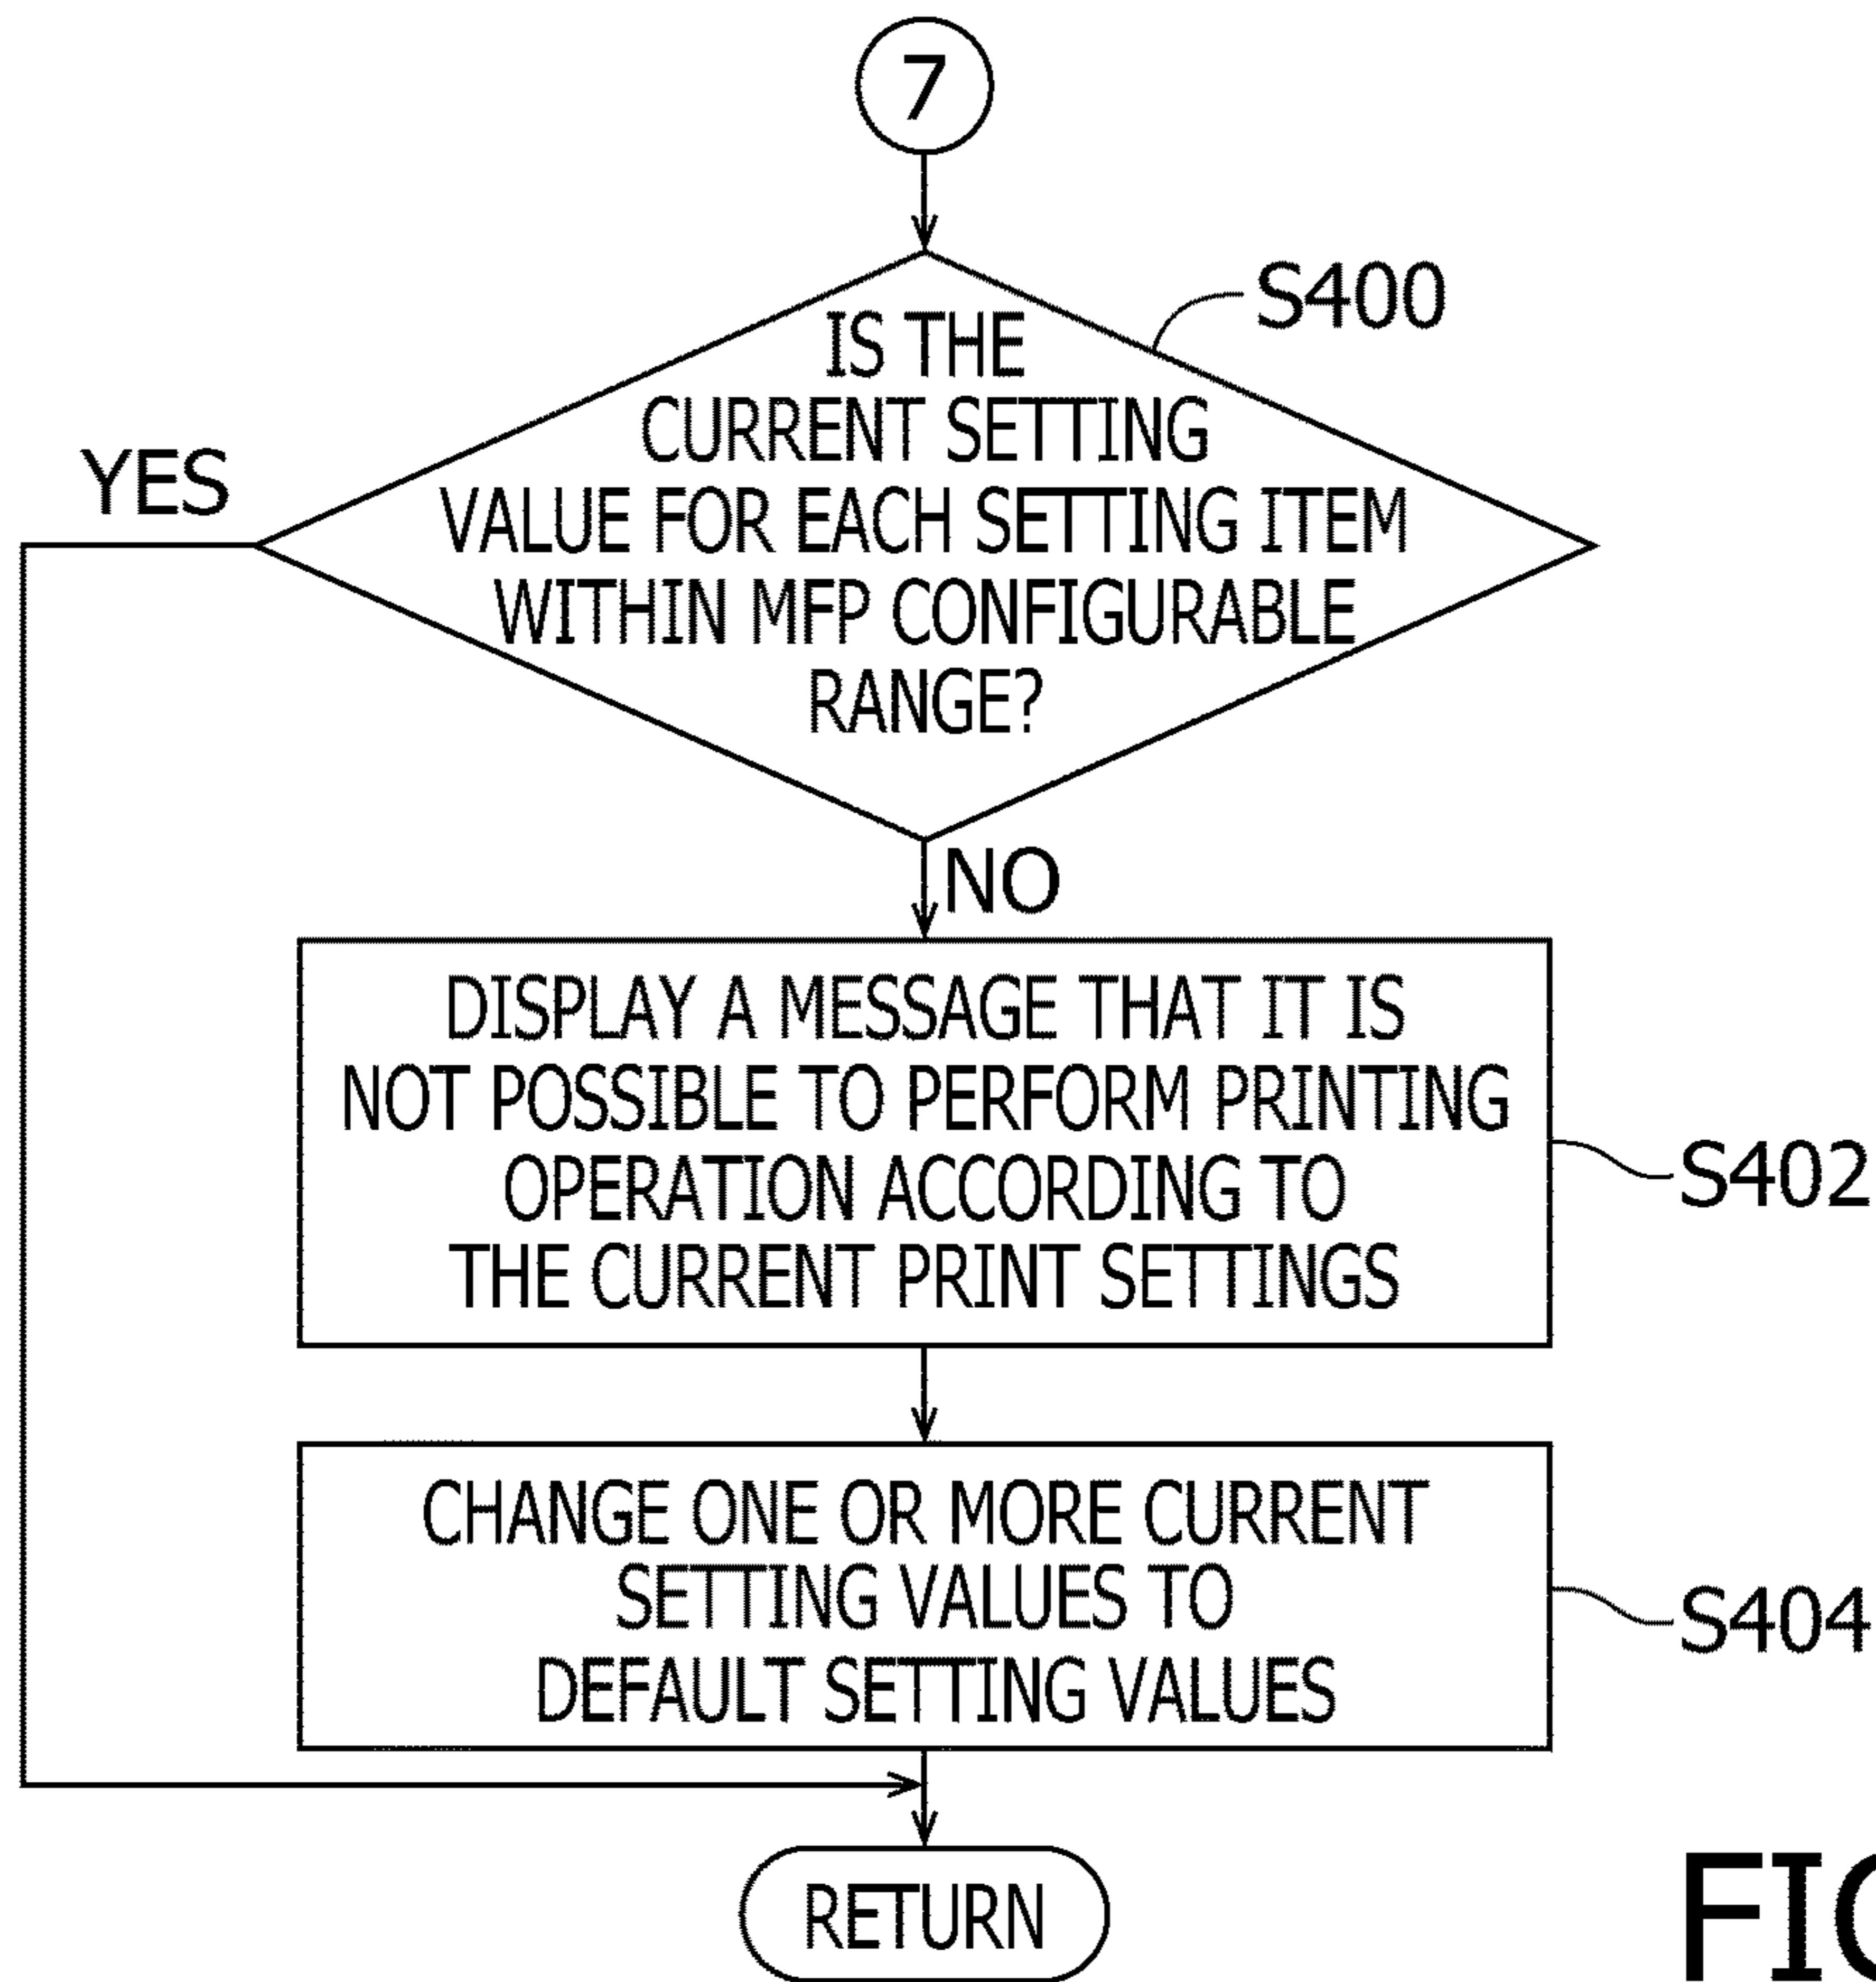 7
S400
IS THE
CURRENT SETTING
VALUE FOR EACH SETTING ITEM
WITHIN MFP CONFIGURABLE
RANGE?
YES
NO
DISPLAY A MESSAGE THAT IT IS
NOT POSSIBLE TO PERFORM PRINTING
OPERATION ACCORDING TO
THE CURRENT PRINT SETTINGS
S402
CHANGE ONE OR MORE CURRENT
SETTING VALUES TO
DEFAULT SETTING VALUES
S404
RETURN